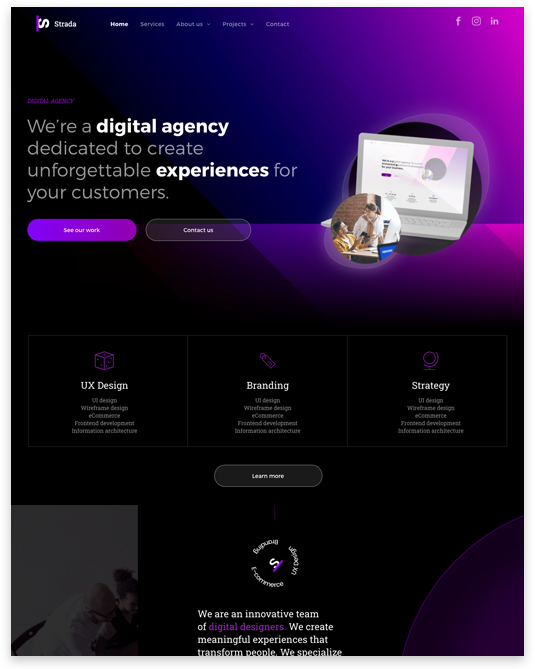 Strada
Home Services About us Projects Contact
DIGITAL AGENCY
We're a digital agency
dedicated to create
unforgettable experiences for
your customers.
See our work
Contact us
UX Design
UI design
Wireframe design
eCommerce
Frontend development
Information architecture
Branding
UI design
Wireframe design
eCommerce
Frontend development
Information architecture
Strategy
UI design
Wireframe design
eCommerce
Frontend development
Information architecture
Learn more
Branding
UX Design
E-commerce
We are an innovative team
of digital designers. We create
meaningful experiences that
transform people. We specialize